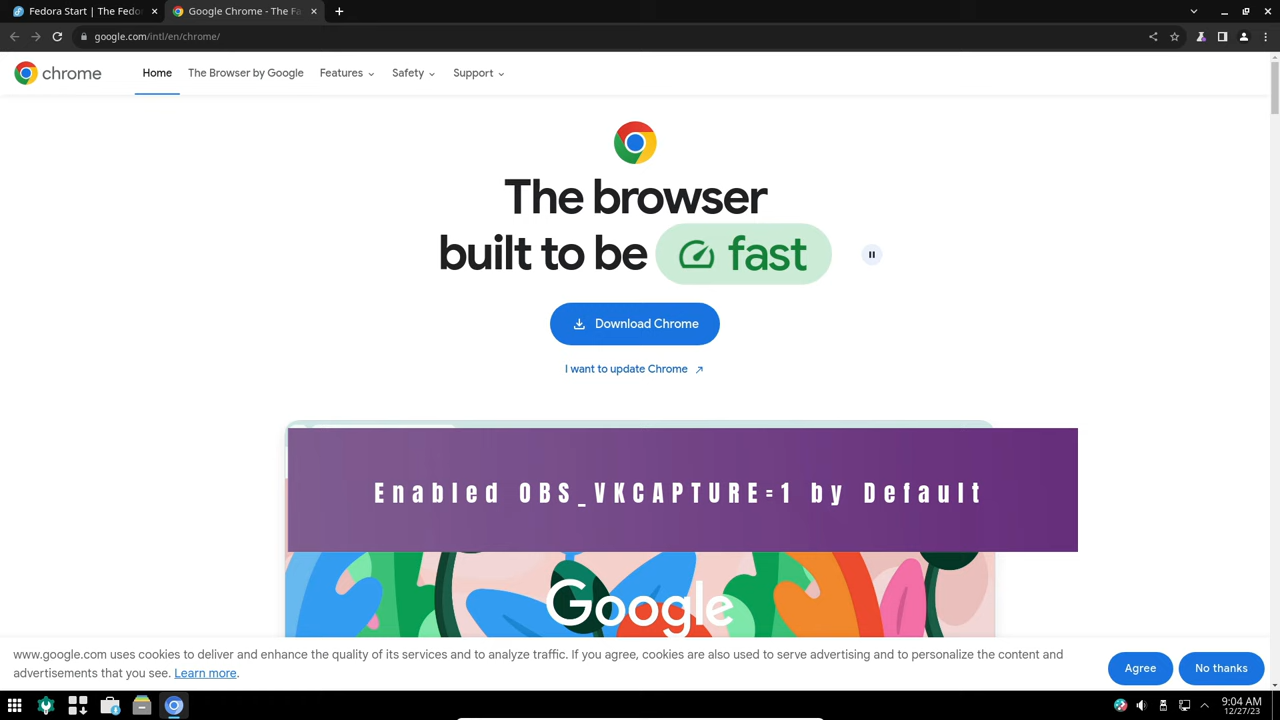 Fedora Start | The Fedor
Google Chrome - The Fa
google.com/intl/en/chrome/
chrome
Home
The Browser by Google
Features
Safety
Support
The browser
built to be fast
Download Chrome
I want to update Chrome
Enabled OBS_VKCAPTURE=1 by Default
Google
www.google.com uses cookies to deliver and enhance the quality of its services and to analyze traffic. If you agree, cookies are also used to serve advertising and to personalize the content and
advertisements that you see. Learn more.
Agree
No thanks
9:04 AM
12/27/23